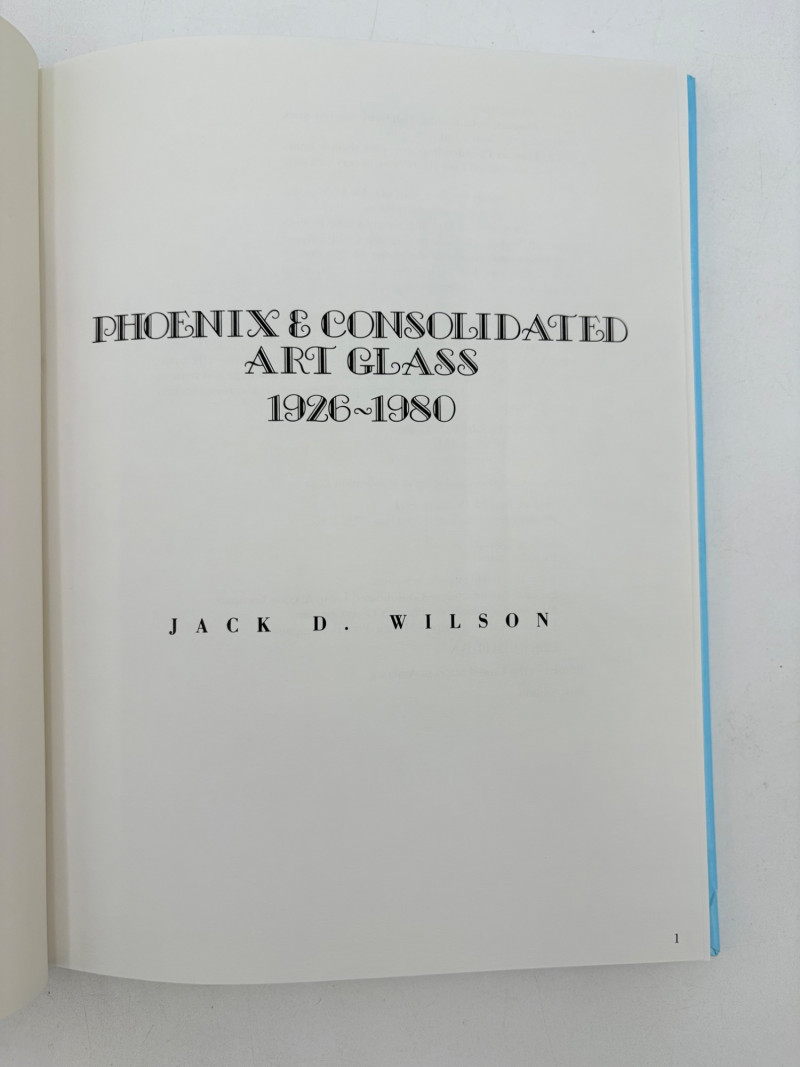 PHOENIX & CONSOLIDATED
ART GLASS
1926~1980
JACK D. WILSON
1